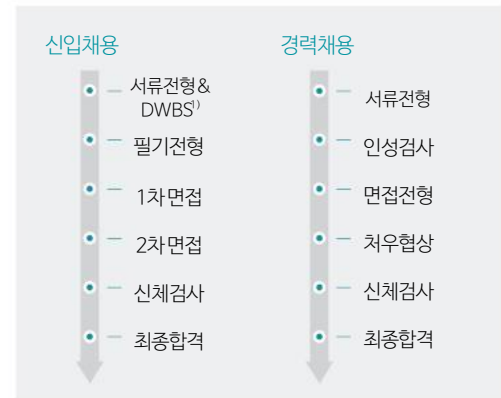 신입채용
서류전형&
DWBS¹⁾
필기전형
1차면접
2차면접
신체검사
최종합격
경력채용
서류전형
인성검사
면접전형
처우협상
신체검사
최종합격